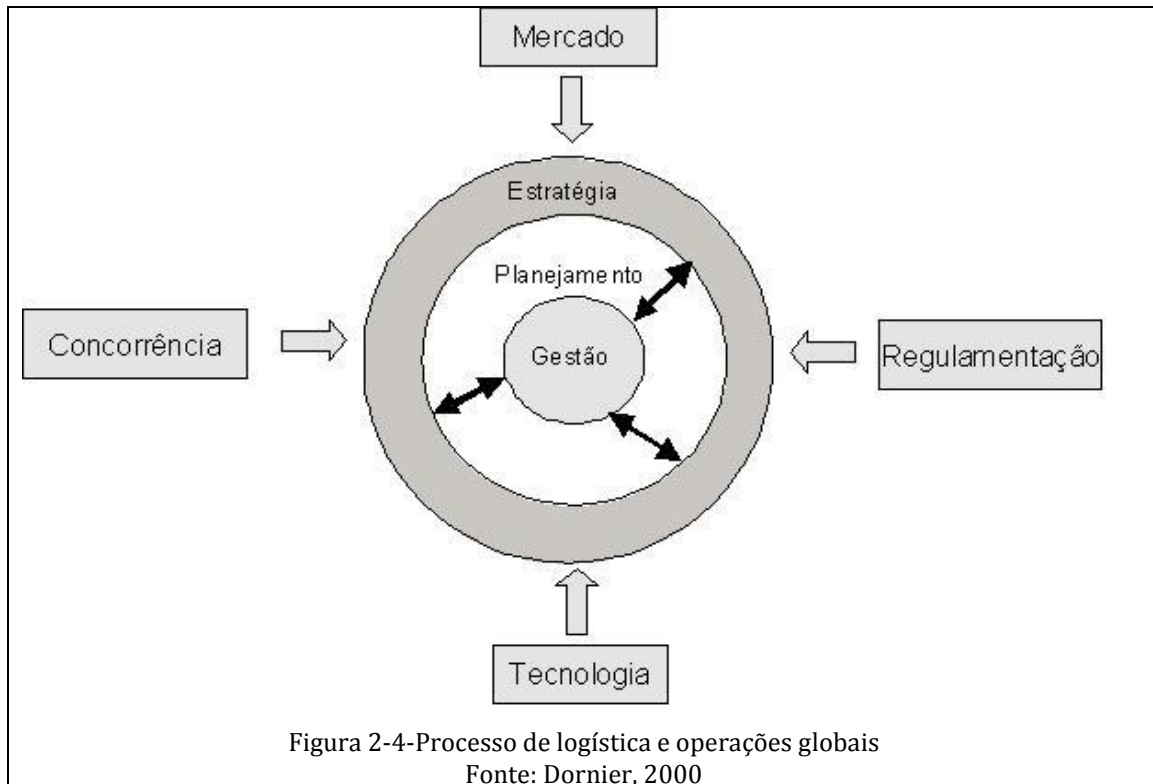 Mercado
Estratégia
Planejamento
Concorrência
Gestão
Regulamentação
Tecnologia
Figura 2-4-Processo de logística e operações globais
Fonte: Dornier, 2000